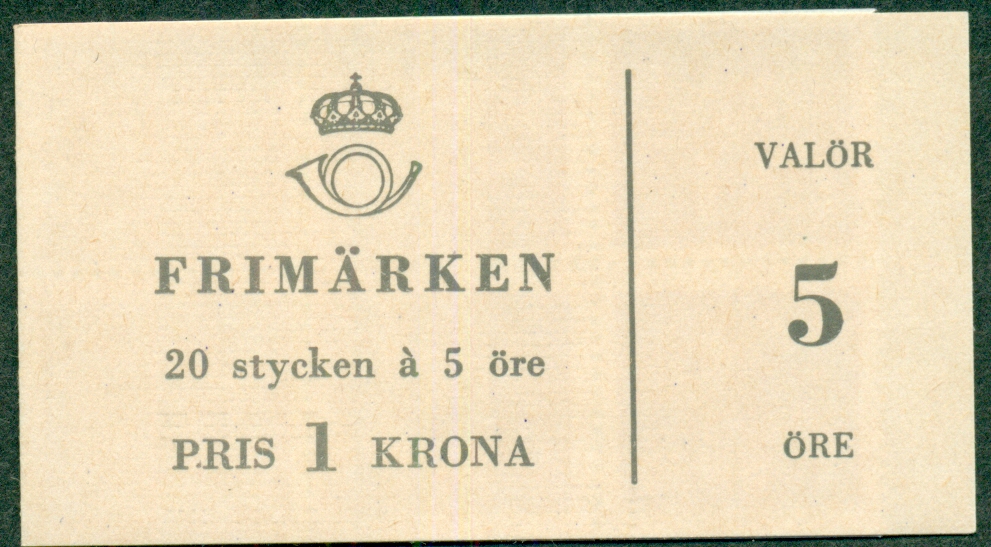 FRIMÄRKEN
20 stycken à 5 öre
PRIS 1 KRONA
VALÖR
5
ÖRE